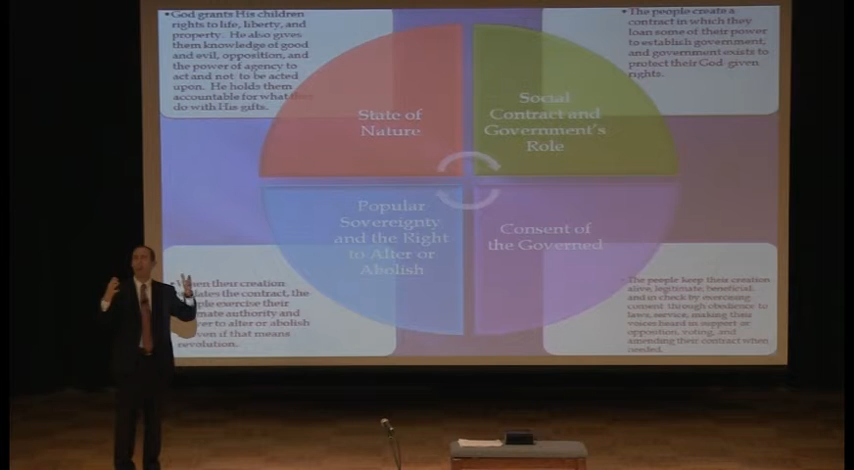 • God grants His children
rights to life, liberty, and
property. He also gives
them knowledge of good
and evil, opposition, and
the power of agency to
act and not to be acted
upon. He holds them
accountable for what they
do with His gifts.
• The people create a
contract in which they
loan some of their power
to establish government,
and government exists to
protect their God-given
rights.
State of
Nature
Social
Contract and
Government's
Role
Popular
Sovereignty
and the Right
to Alter or
Abolish
Consent of
the Governed
When their creation
the contract, the
exercise their
authority and
to alter or abolish
if that means
revolution.
• The people keep their creation
alive, legitimate, beneficial,
and in check by exercising
consent through obedience to
laws, service, making their
voices heard in support or
opposition, voting, and
amending their contract when
needed.